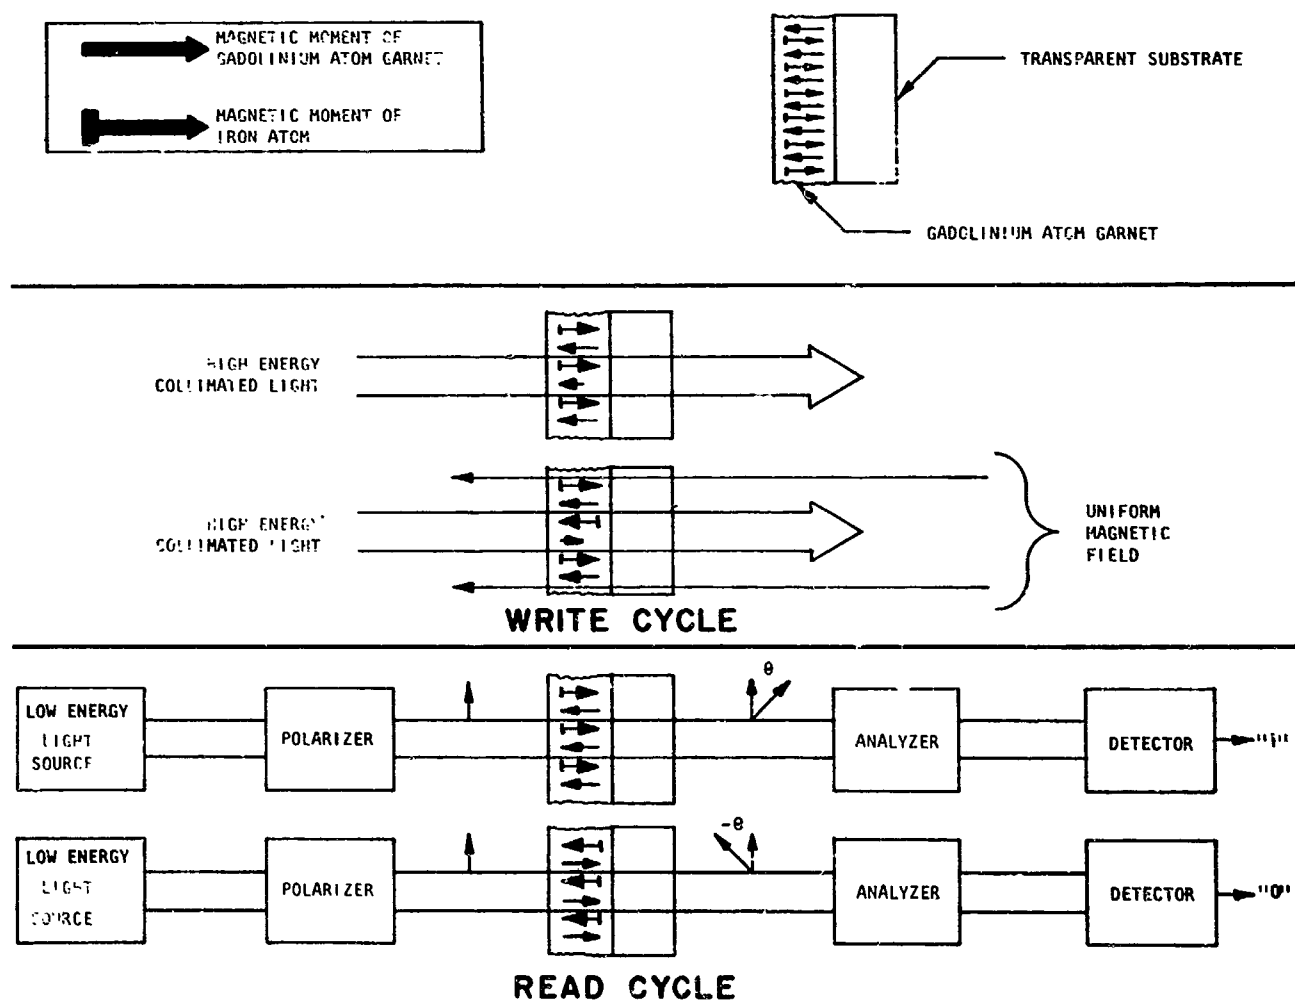 MAGNETIC MOMENT OF
GADOLINIUM ATOM GARNET
MAGNETIC MOMENT OF
IRON ATOM
TRANSPARENT SUBSTRATE
GADOLINIUM ATOM GARNET
HIGH ENERGY
COLLIMATED LIGHT
HIGH ENERGY
COLLIMATED LIGHT
UNIFORM
MAGNETIC
FIELD
WRITE CYCLE
LOW ENERGY
LIGHT
SOURCE
POLARIZER
θ
ANALYZER
DETECTOR
"1"
LOW ENERGY
LIGHT
SOURCE
POLARIZER
-θ
ANALYZER
DETECTOR
"0"
READ CYCLE